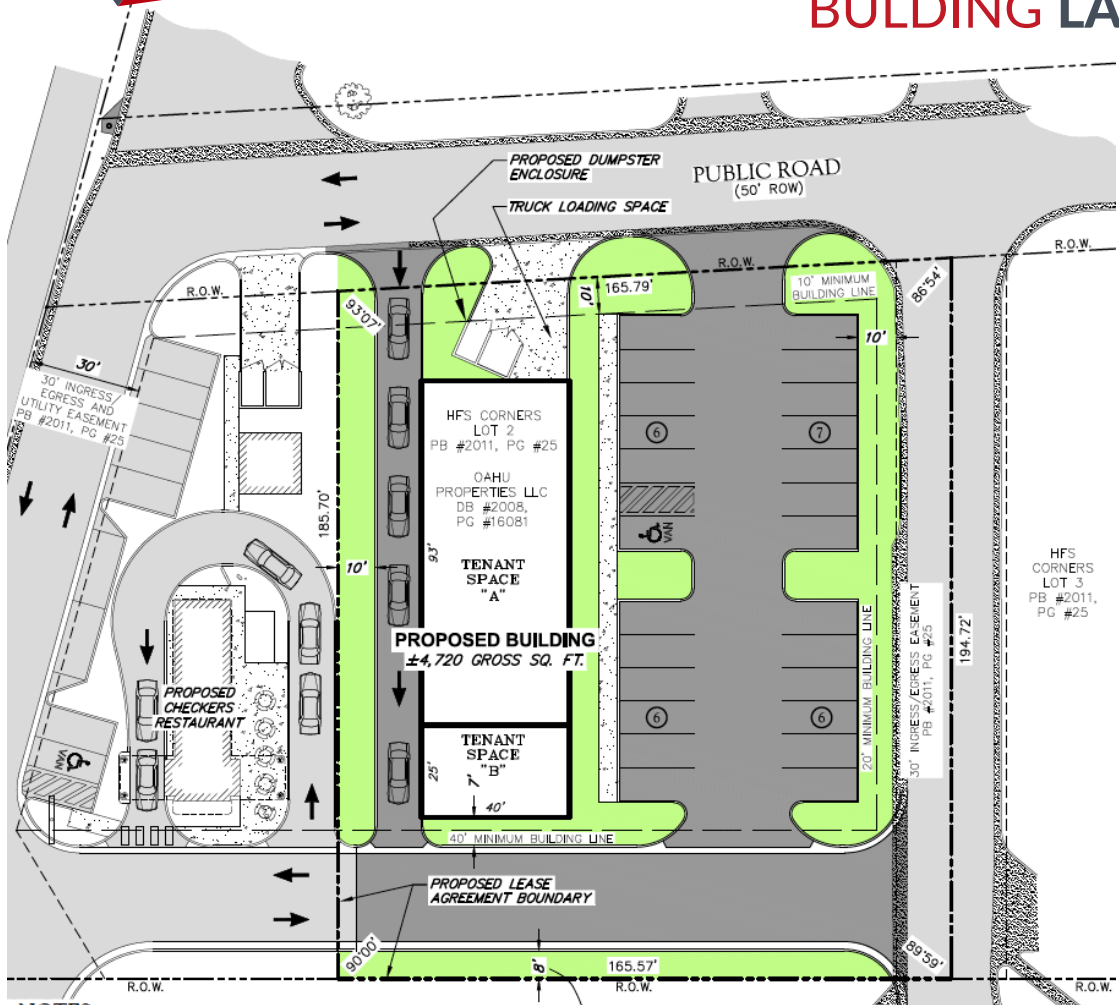 BULDING LA
PROPOSED DUMPSTER
ENCLOSURE
PUBLIC ROAD
(50' ROW)
TRUCK LOADING SPACE
R.O.W.
R.O.W.
R.O.W.
10'
165.79'
10' MINIMUM
BUILDING LINE
86°54'
93°07'
10'
30'
30' INGRESS/
EGRESS AND
UTILITY EASEMENT
PB #2011, PG #25
HFS CORNERS
LOT 2
PB #2011, PG #25
OAHU
PROPERTIES LLC
DB #2008,
PG #16081
6
7
VAN
185.70'
93'
10'
TENANT
SPACE
"A"
HFS
CORNERS
LOT 3
PB #2011,
PG #25
PROPOSED BUILDING
±4,720 GROSS SQ. FT.
20' MINIMUM BUILDING LINE
30' INGRESS/EGRESS EASEMENT
PB #2011, PG #25
194.72'
PROPOSED
CHECKERS
RESTAURANT
6
6
VAN
TENANT
SPACE
"B"
25'
7'
40'
40' MINIMUM BUILDING LINE
PROPOSED LEASE
AGREEMENT BOUNDARY
90°00'
8'
165.57'
89°59'
R.O.W.
R.O.W.
R.O.W.